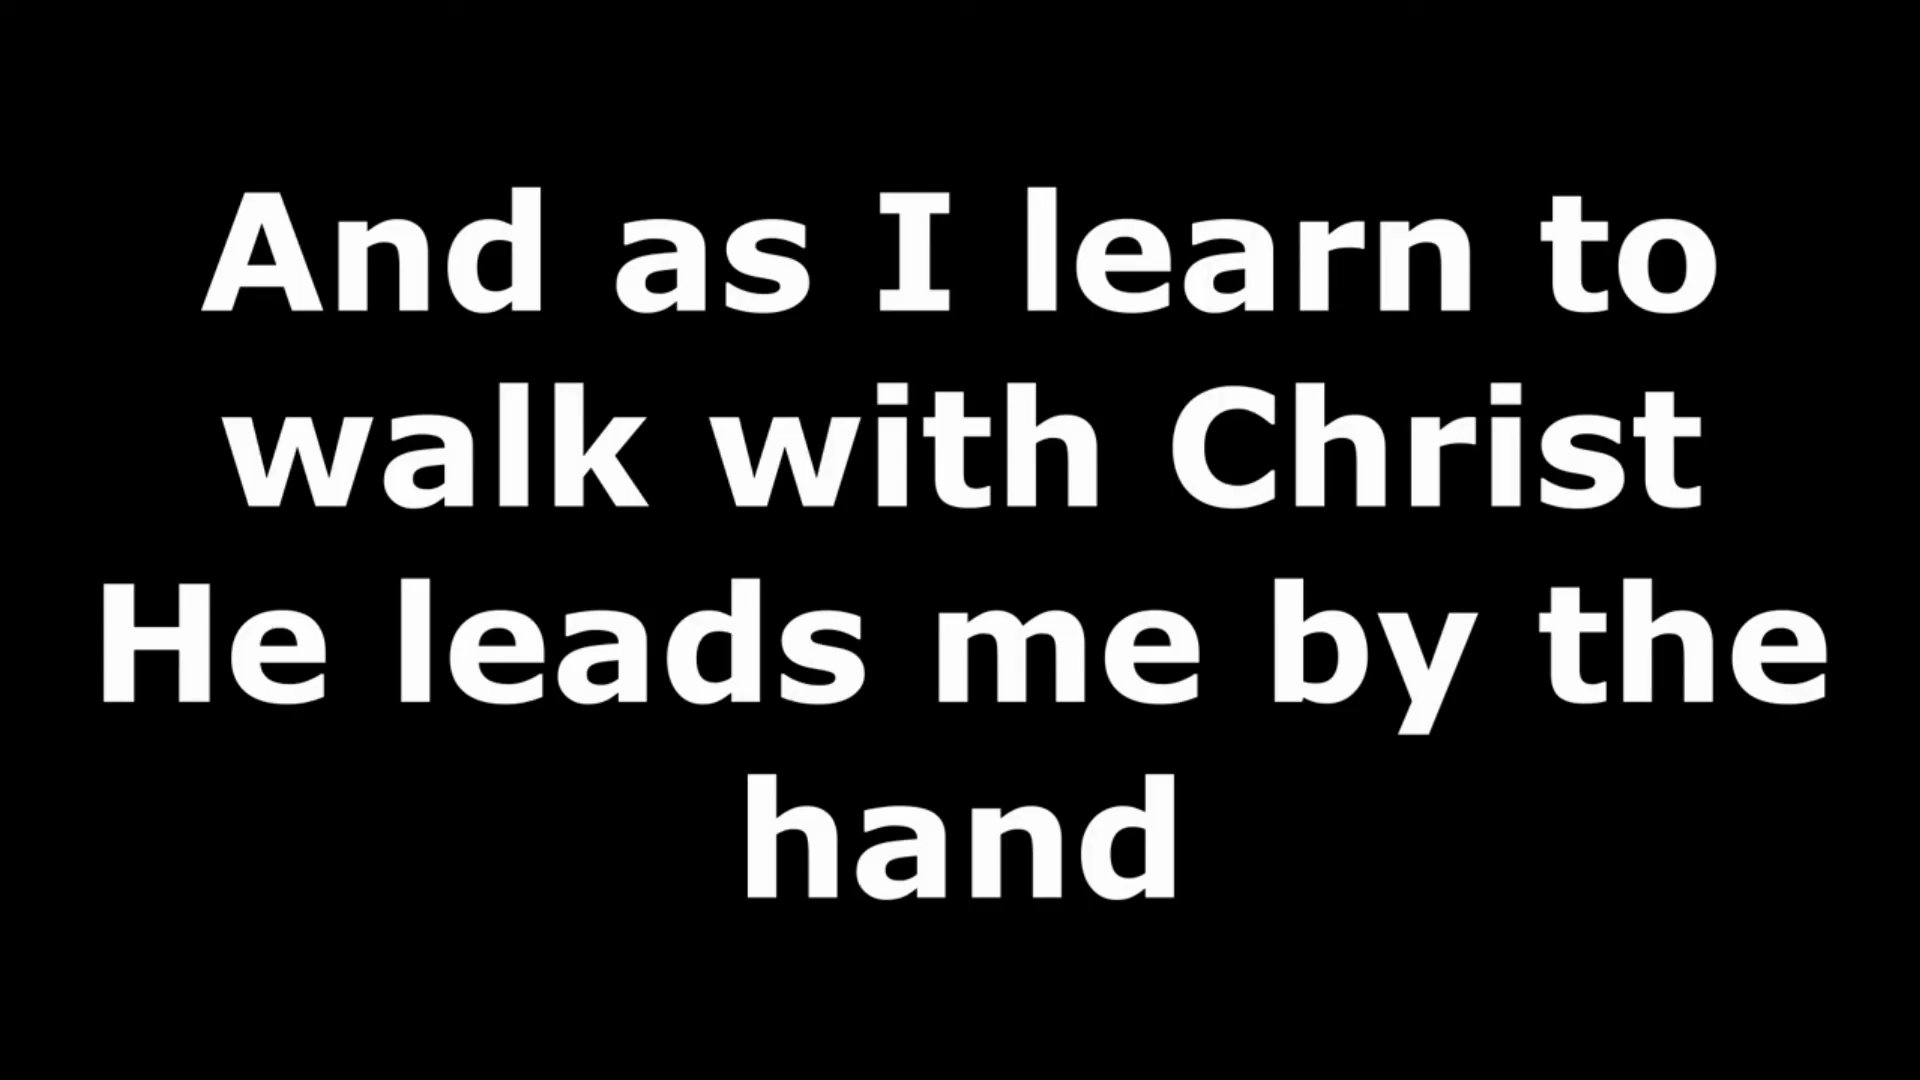 And as I learn to
walk with Christ
He leads me by the
hand